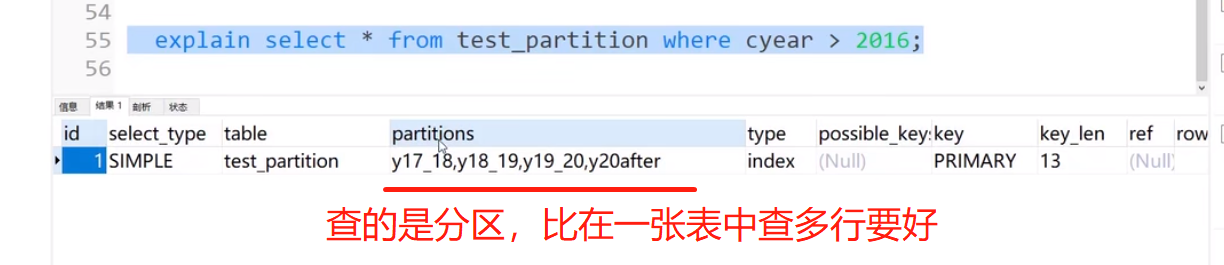 54
55 explain select * from test_partition where cyear > 2016;
56
信息 结果 1 剖析 状态
id select_type table partitions type possible_keys key key_len ref row
1 SIMPLE test_partition y17_18,y18_19,y19_20,y20after index (Null) PRIMARY 13 (Null)
查的是分区，比在一张表中查多行要好